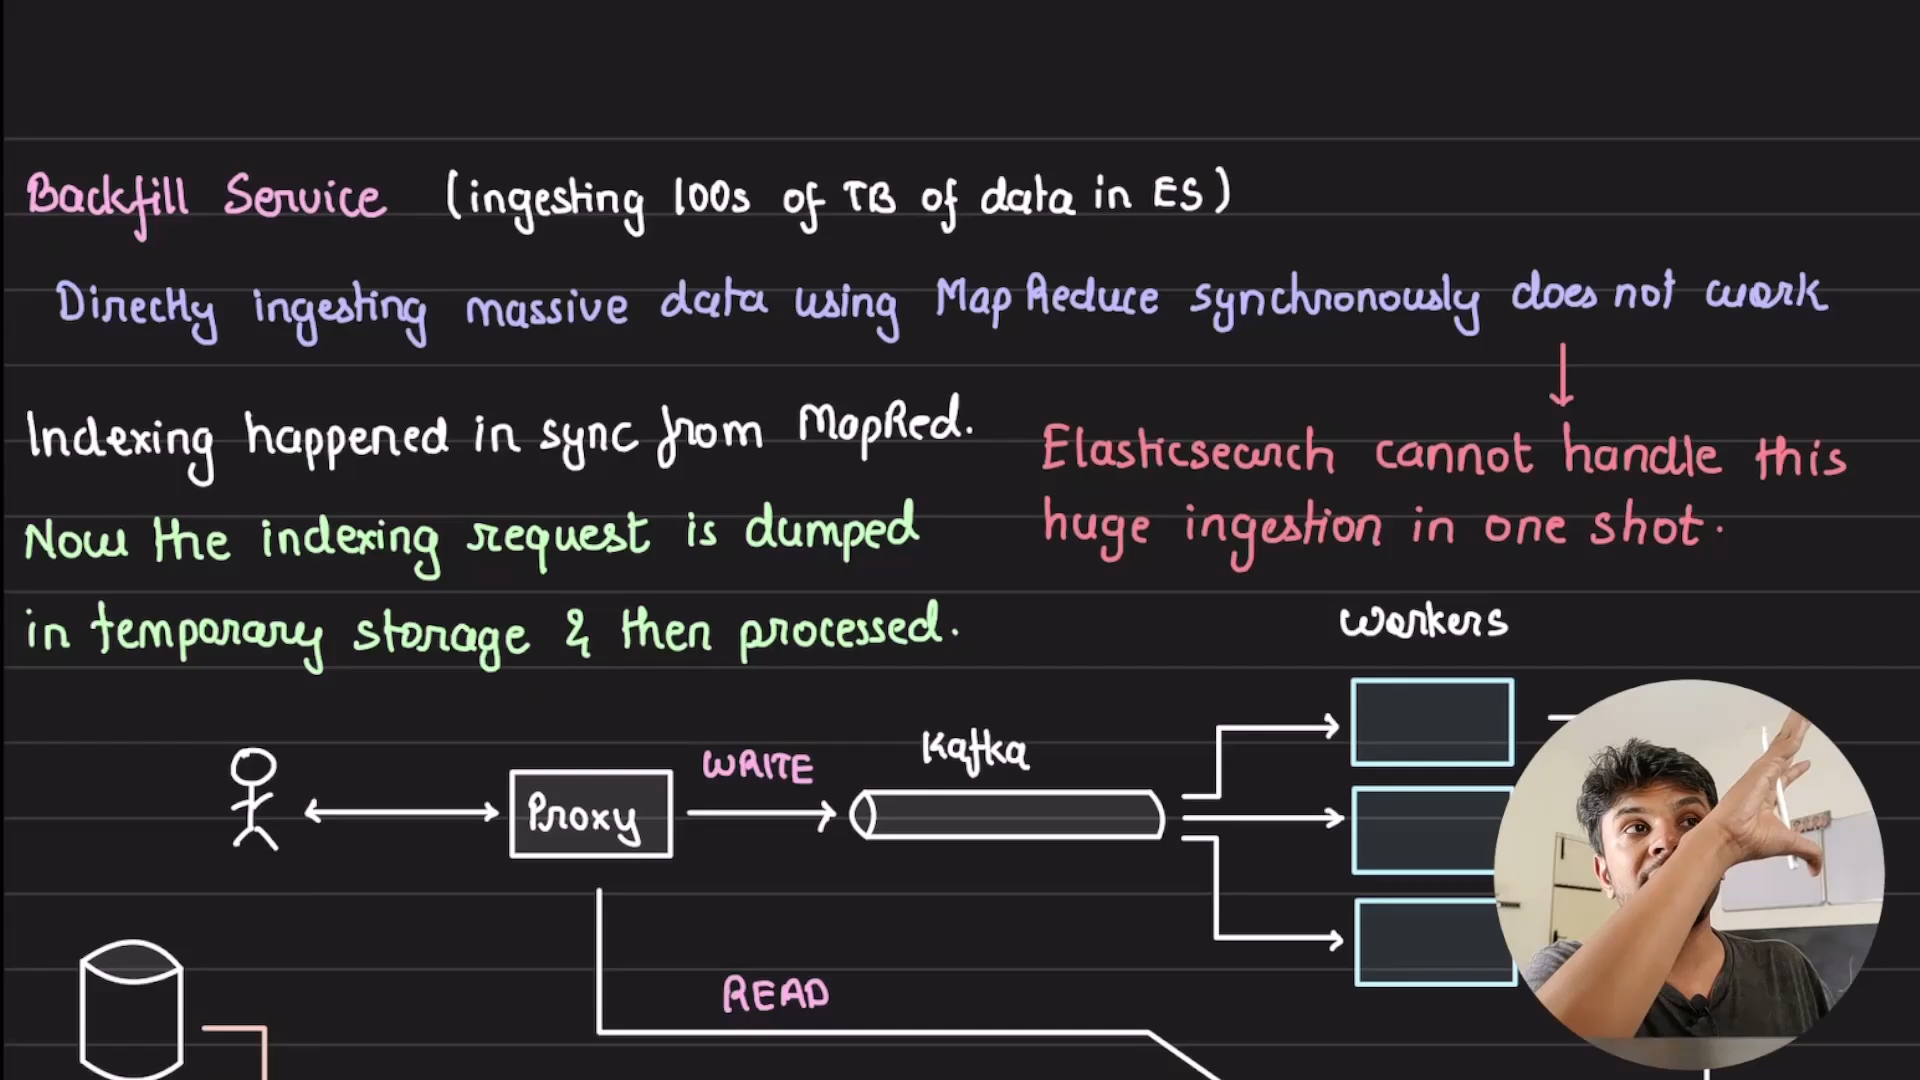 Backfill Service (ingesting 100s of TB of data in ES)
Directly ingesting massive data using MapReduce synchronously does not work
Indexing happened in sync from MapRed.
Elasticsearch cannot handle this
huge ingestion in one shot.
Now the indexing request is dumped
in temporary storage & then processed.
Workers
Kafka
WRITE
Proxy
READ